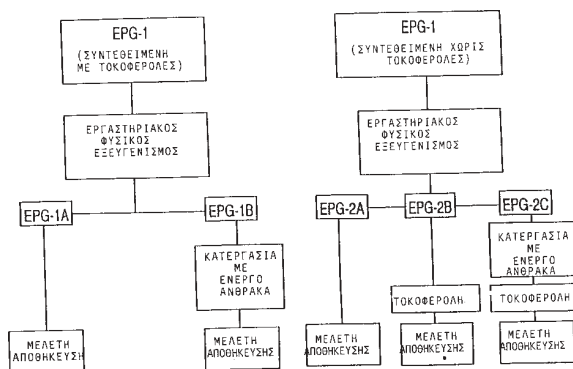 EPG-1
(ΣΥΝΤΕΘΕΙΜΕΝΗ
ΜΕ ΤΟΚΟΦΕΡΟΛΕΣ)
ΕΡΓΑΣΤΗΡΙΑΚΟΣ
ΦΥΣΙΚΟΣ
ΕΞΕΥΓΕΝΙΣΜΟΣ
EPG-1A
EPG-1B
ΚΑΤΕΡΓΑΣΙΑ
ΜΕ
ΕΝΕΡΓΟ
ΑΝΘΡΑΚΑ
ΜΕΛΕΤΗ
ΑΠΟΘΗΚΕΥΣΗ
ΜΕΛΕΤΗ
ΑΠΟΘΗΚΕΥΣΗΣ
EPG-1
(ΣΥΝΤΕΘΕΙΜΕΝΗ ΧΩΡΙΣ
ΤΟΚΟΦΕΡΟΛΕΣ)
ΕΡΓΑΣΤΗΡΙΑΚΟΣ
ΦΥΣΙΚΟΣ
ΕΞΕΥΓΕΝΙΣΜΟΣ
EPG-2A
EPG-2B
EPG-2C
ΚΑΤΕΡΓΑΣΙΑ
ΜΕ
ΕΝΕΡΓΟ
ΑΝΘΡΑΚΑ
ΤΟΚΟΦΕΡΟΛΗ
ΤΟΚΟΦΕΡΟΛΗ
ΜΕΛΕΤΗ
ΑΠΟΘΗΚΕΥΣΗΣ
ΜΕΛΕΤΗ
ΑΠΟΘΗΚΕΥΣΗΣ
ΜΕΛΕΤΗ
ΑΠΟΘΗΚΕΥΣΗΣ